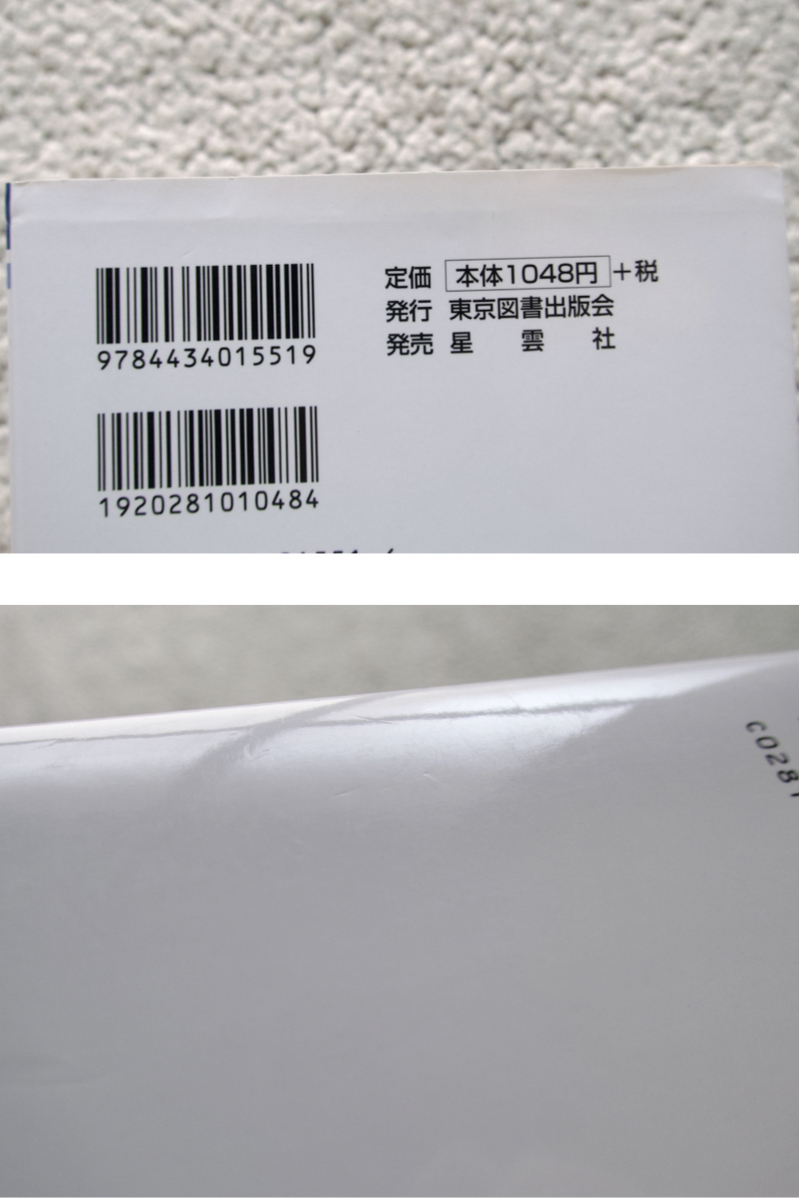 9784434015519
1920281010484
定価 本体1048円+税
発行 東京図書出版会
発売 星雲社
C0281